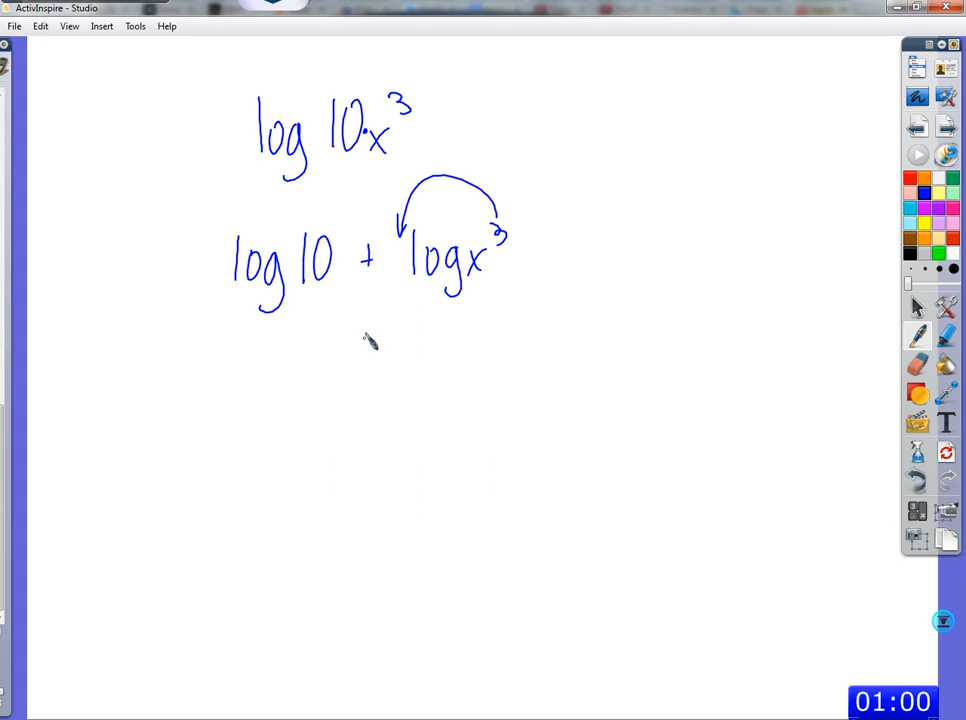 ActivInspire - Studio
File Edit View Insert Tools Help
log 10·x³
log 10 + log x³
T
01:00